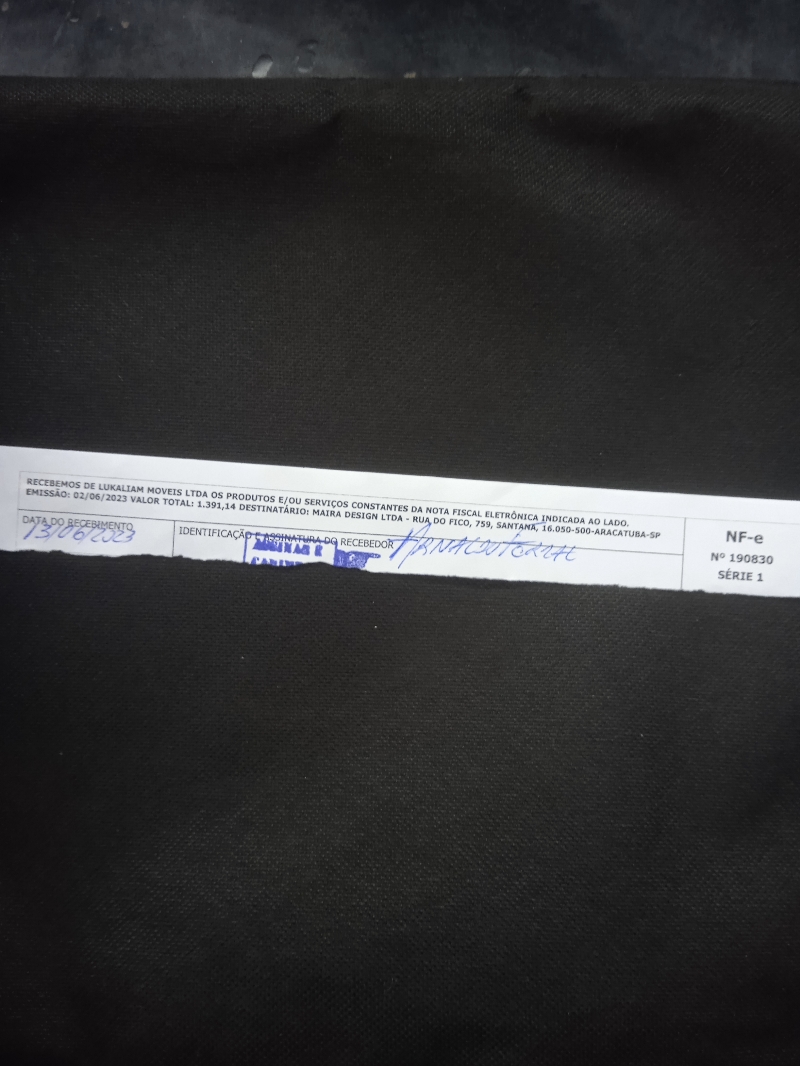 RECEBEMOS DE LUKALIAM MOVEIS LTDA OS PRODUTOS E/OU SERVIÇOS CONSTANTES DA NOTA FISCAL ELETRÔNICA INDICADA AO LADO.
EMISSÃO: 02/06/2023 VALOR TOTAL: 1.391,14 DESTINATÁRIO: MAIRA DESIGN LTDA - RUA DO FICO, 759, SANTANA, 16.050-500-ARACATUBA-SP
DATA DO RECEBIMENTO
13/06/2023
IDENTIFICAÇÃO E ASSINATURA DO RECEBEDOR
ASSINAR E
NF-e
Nº 190830
SÉRIE 1